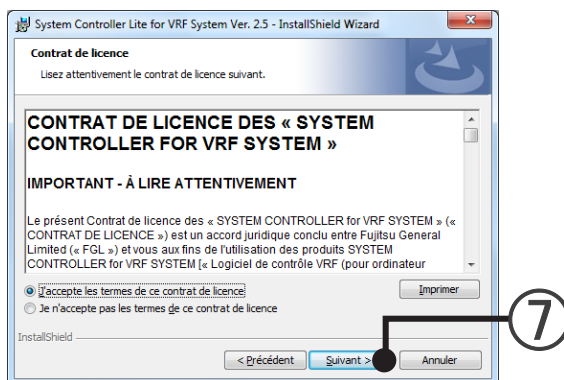 System Controller Lite for VRF System Ver. 2.5 - InstallShield Wizard
Contrat de licence
Lisez attentivement le contrat de licence suivant.
CONTRAT DE LICENCE DES « SYSTEM
CONTROLLER FOR VRF SYSTEM »
IMPORTANT - À LIRE ATTENTIVEMENT
Le présent Contrat de licence des « SYSTEM CONTROLLER for VRF SYSTEM » («
CONTRAT DE LICENCE ») est un accord juridique conclu entre Fujitsu General
Limited (« FGL ») et vous aux fins de l'utilisation des produits SYSTEM
CONTROLLER for VRF SYSTEM [« Logiciel de contrôle VRF (pour ordinateur
J'accepte les termes de ce contrat de licence
Imprimer
Je n'accepte pas les termes de ce contrat de licence
InstallShield
< Précédent
Suivant >
Annuler
7